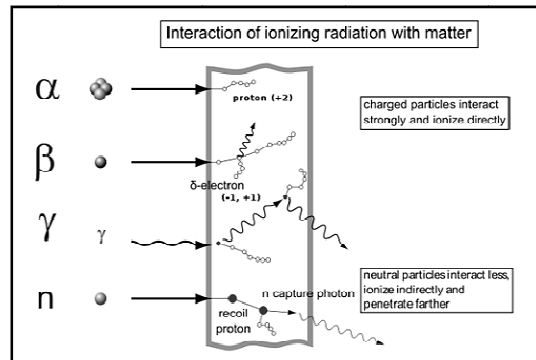 Interaction of ionizing radiation with matter
α
proton (+2)
charged particles interact
strongly and ionize directly
β
δ-electron
(-1, +1)
γ
γ
neutral particles interact less,
ionize indirectly and
penetrate farther
n
n capture photon
recoil
proton